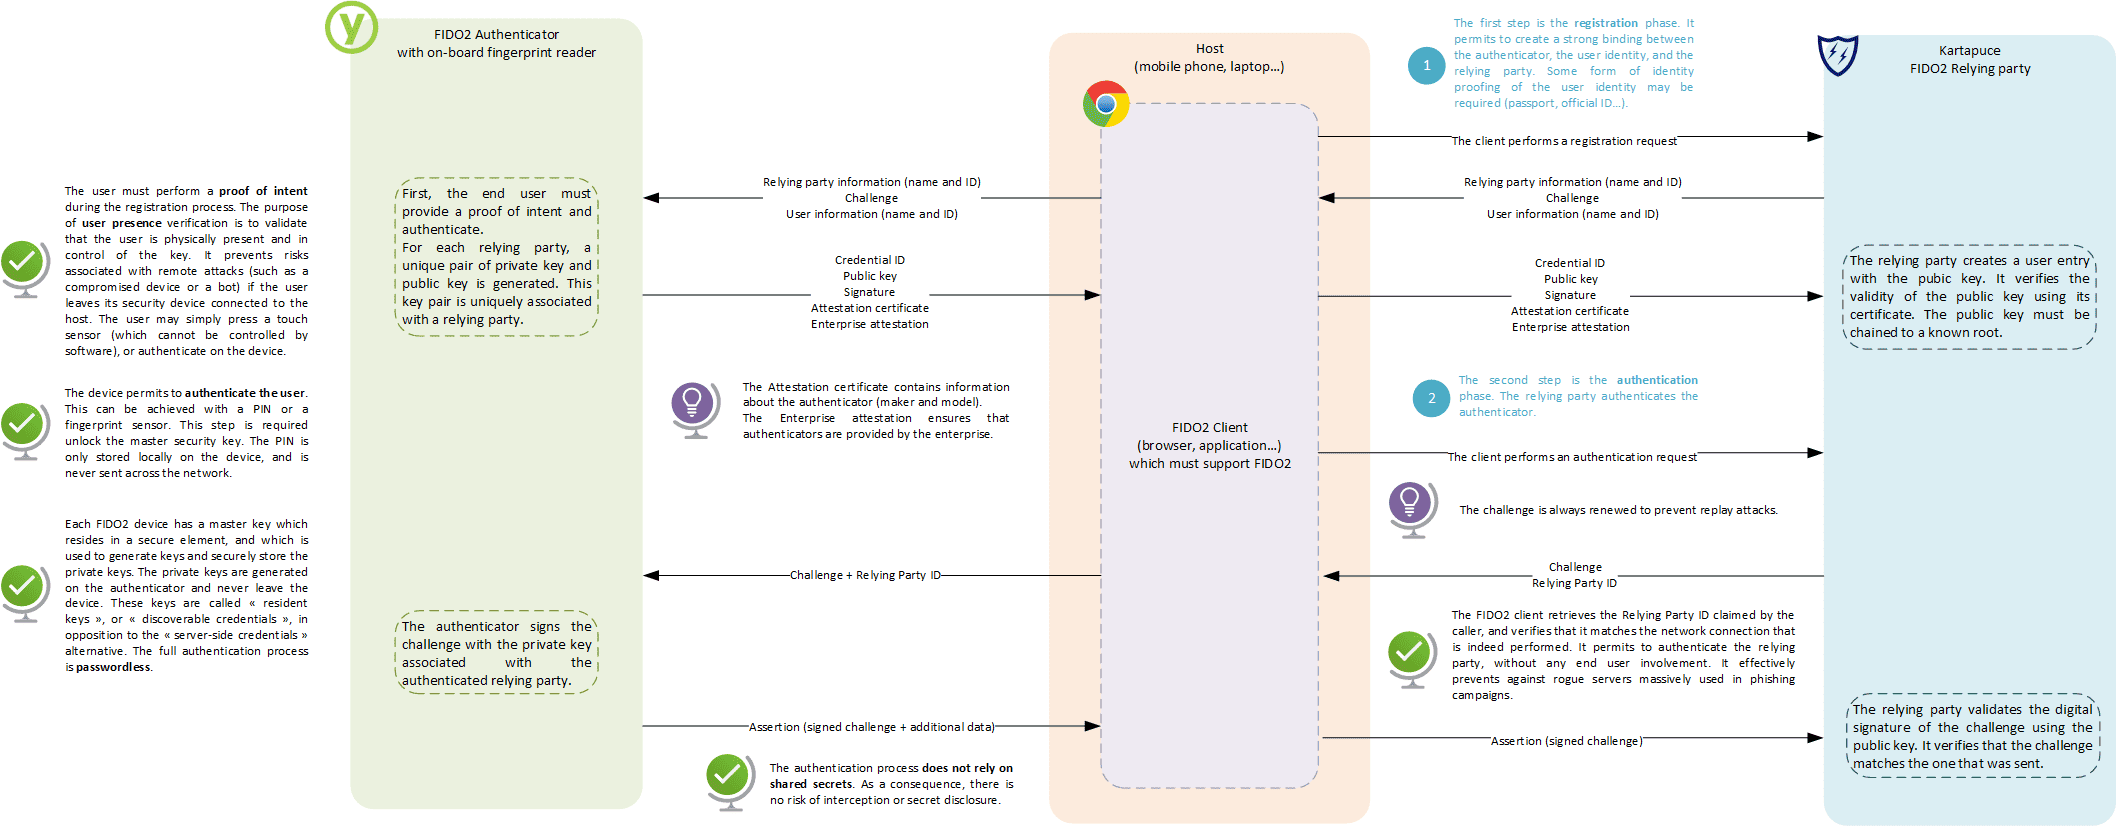 y
FIDO2 Authenticator
with on-board fingerprint reader
Host
(mobile phone, laptop...)
1
The first step is the registration phase. It
permits to create a strong binding between
the authenticator, the user identity, and the
relying party. Some form of identity
proofing of the user identity may be
required (passport, official ID...).
Kartapuce
FIDO2 Relying party
The client performs a registration request
Relying party information (name and ID)
Challenge
User information (name and ID)
Relying party information (name and ID)
Challenge
User information (name and ID)
The user must perform a proof of intent
during the registration process. The purpose
of user presence verification is to validate
that the user is physically present and in
control of the key. It prevents risks
associated with remote attacks (such as a
compromised device or a bot) if the user
leaves its security device connected to the
host. The user may simply press a touch
sensor (which cannot be controlled by
software), or authenticate on the device.
First, the end user must
provide a proof of intent and
authenticate.
For each relying party, a
unique pair of private key and
public key is generated. This
key pair is uniquely associated
with a relying party.
Credential ID
Public key
Signature
Attestation certificate
Enterprise attestation
Credential ID
Public key
Signature
Attestation certificate
Enterprise attestation
The relying party creates a user entry
with the pubic key. It verifies the
validity of the public key using its
certificate. The public key must be
chained to a known root.
The device permits to authenticate the user.
This can be achieved with a PIN or a
fingerprint sensor. This step is required
unlock the master security key. The PIN is
only stored locally on the device, and is
never sent across the network.
The Attestation certificate contains information
about the authenticator (maker and model).
The Enterprise attestation ensures that
authenticators are provided by the enterprise.
FIDO2 Client
(browser, application...)
which must support FIDO2
2
The second step is the authentication
phase. The relying party authenticates the
authenticator.
The client performs an authentication request
The challenge is always renewed to prevent replay attacks.
Each FIDO2 device has a master key which
resides in a secure element, and which is
used to generate keys and securely store the
private keys. The private keys are generated
on the authenticator and never leave the
device. These keys are called « resident
keys », or « discoverable credentials », in
opposition to the « server-side credentials »
alternative. The full authentication process
is passwordless.
Challenge + Relying Party ID
Challenge
Relying Party ID
The authenticator signs the
challenge with the private key
associated with the
authenticated relying party.
The FIDO2 client retrieves the Relying Party ID claimed by the
caller, and verifies that it matches the network connection that
is indeed performed. It permits to authenticate the relying
party, without any end user involvement. It effectively
prevents against rogue servers massively used in phishing
campaigns.
Assertion (signed challenge + additional data)
Assertion (signed challenge)
The relying party validates the digital
signature of the challenge using the
public key. It verifies that the challenge
matches the one that was sent.
The authentication process does not rely on
shared secrets. As a consequence, there is
no risk of interception or secret disclosure.